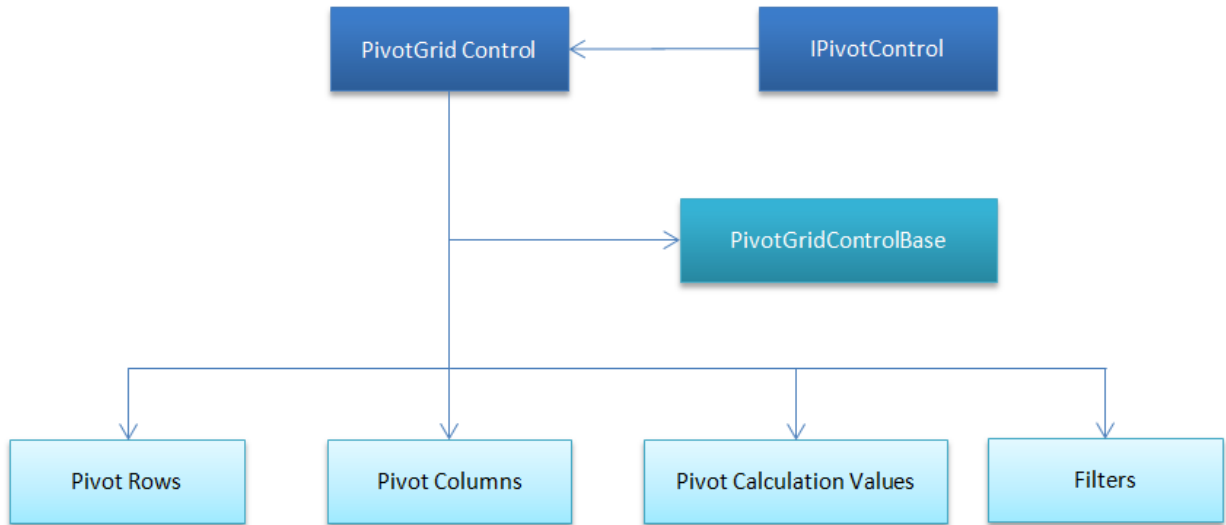 PivotGrid Control
IPivotControl
PivotGridControlBase
Pivot Rows
Pivot Columns
Pivot Calculation Values
Filters